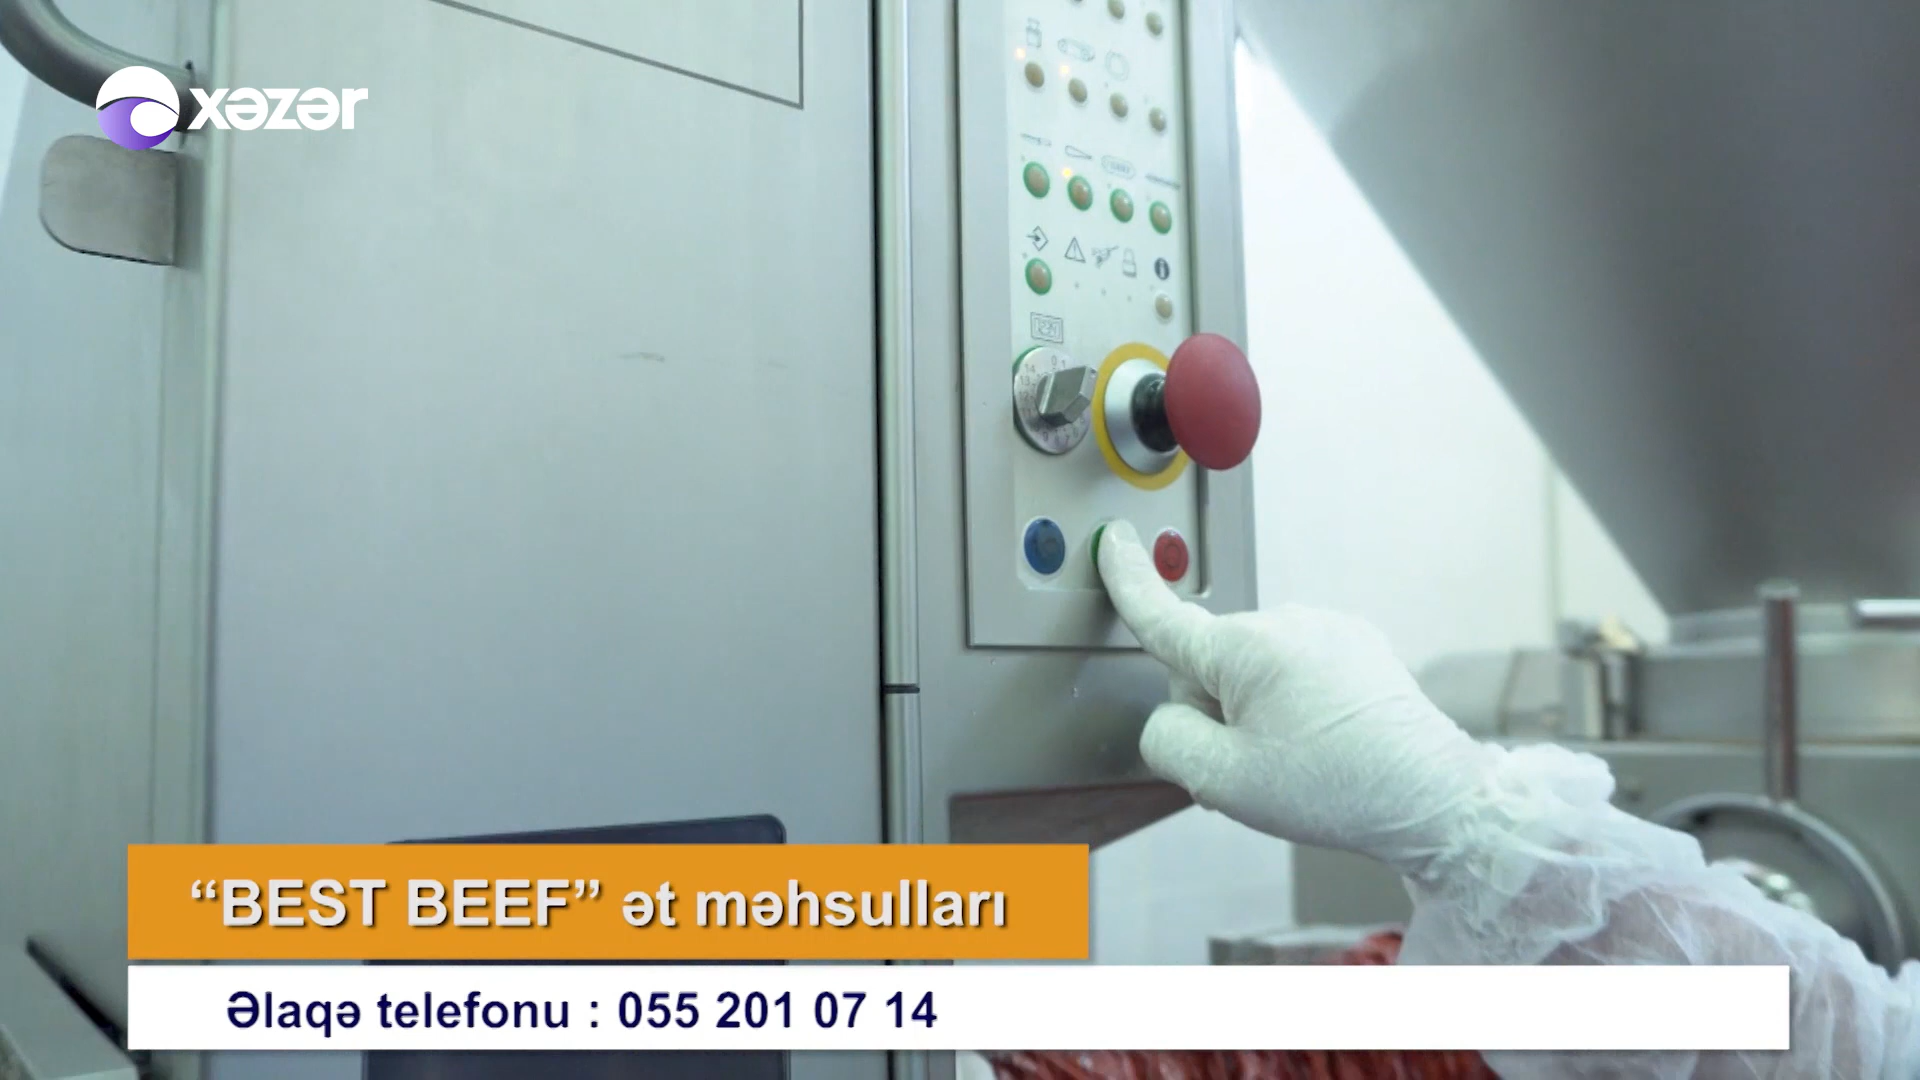 xəzər
“BEST BEEF” ət məhsulları
Əlaqə telefonu : 055 201 07 14